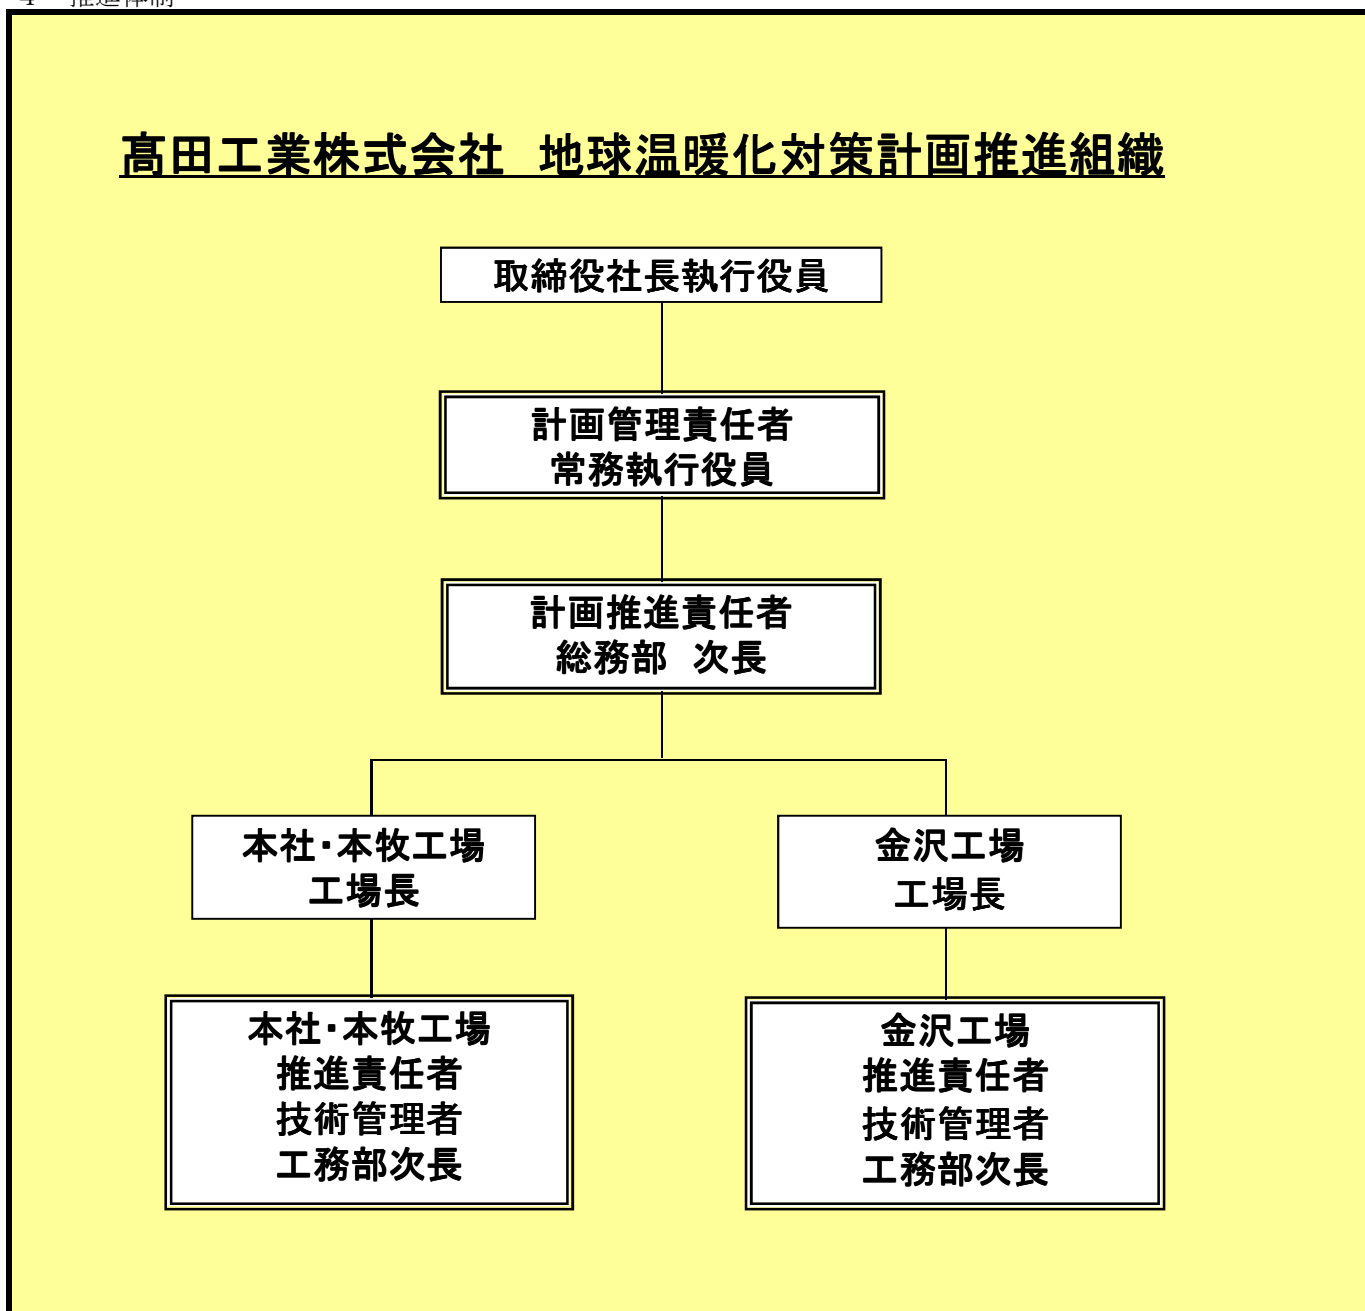 4　推進体制
髙田工業株式会社　地球温暖化対策計画推進組織
取締役社長執行役員
計画管理責任者
常務執行役員
計画推進責任者
総務部　次長
本社・本牧工場
工場長
金沢工場
工場長
本社・本牧工場
推進責任者
技術管理者
工務部次長
金沢工場
推進責任者
技術管理者
工務部次長